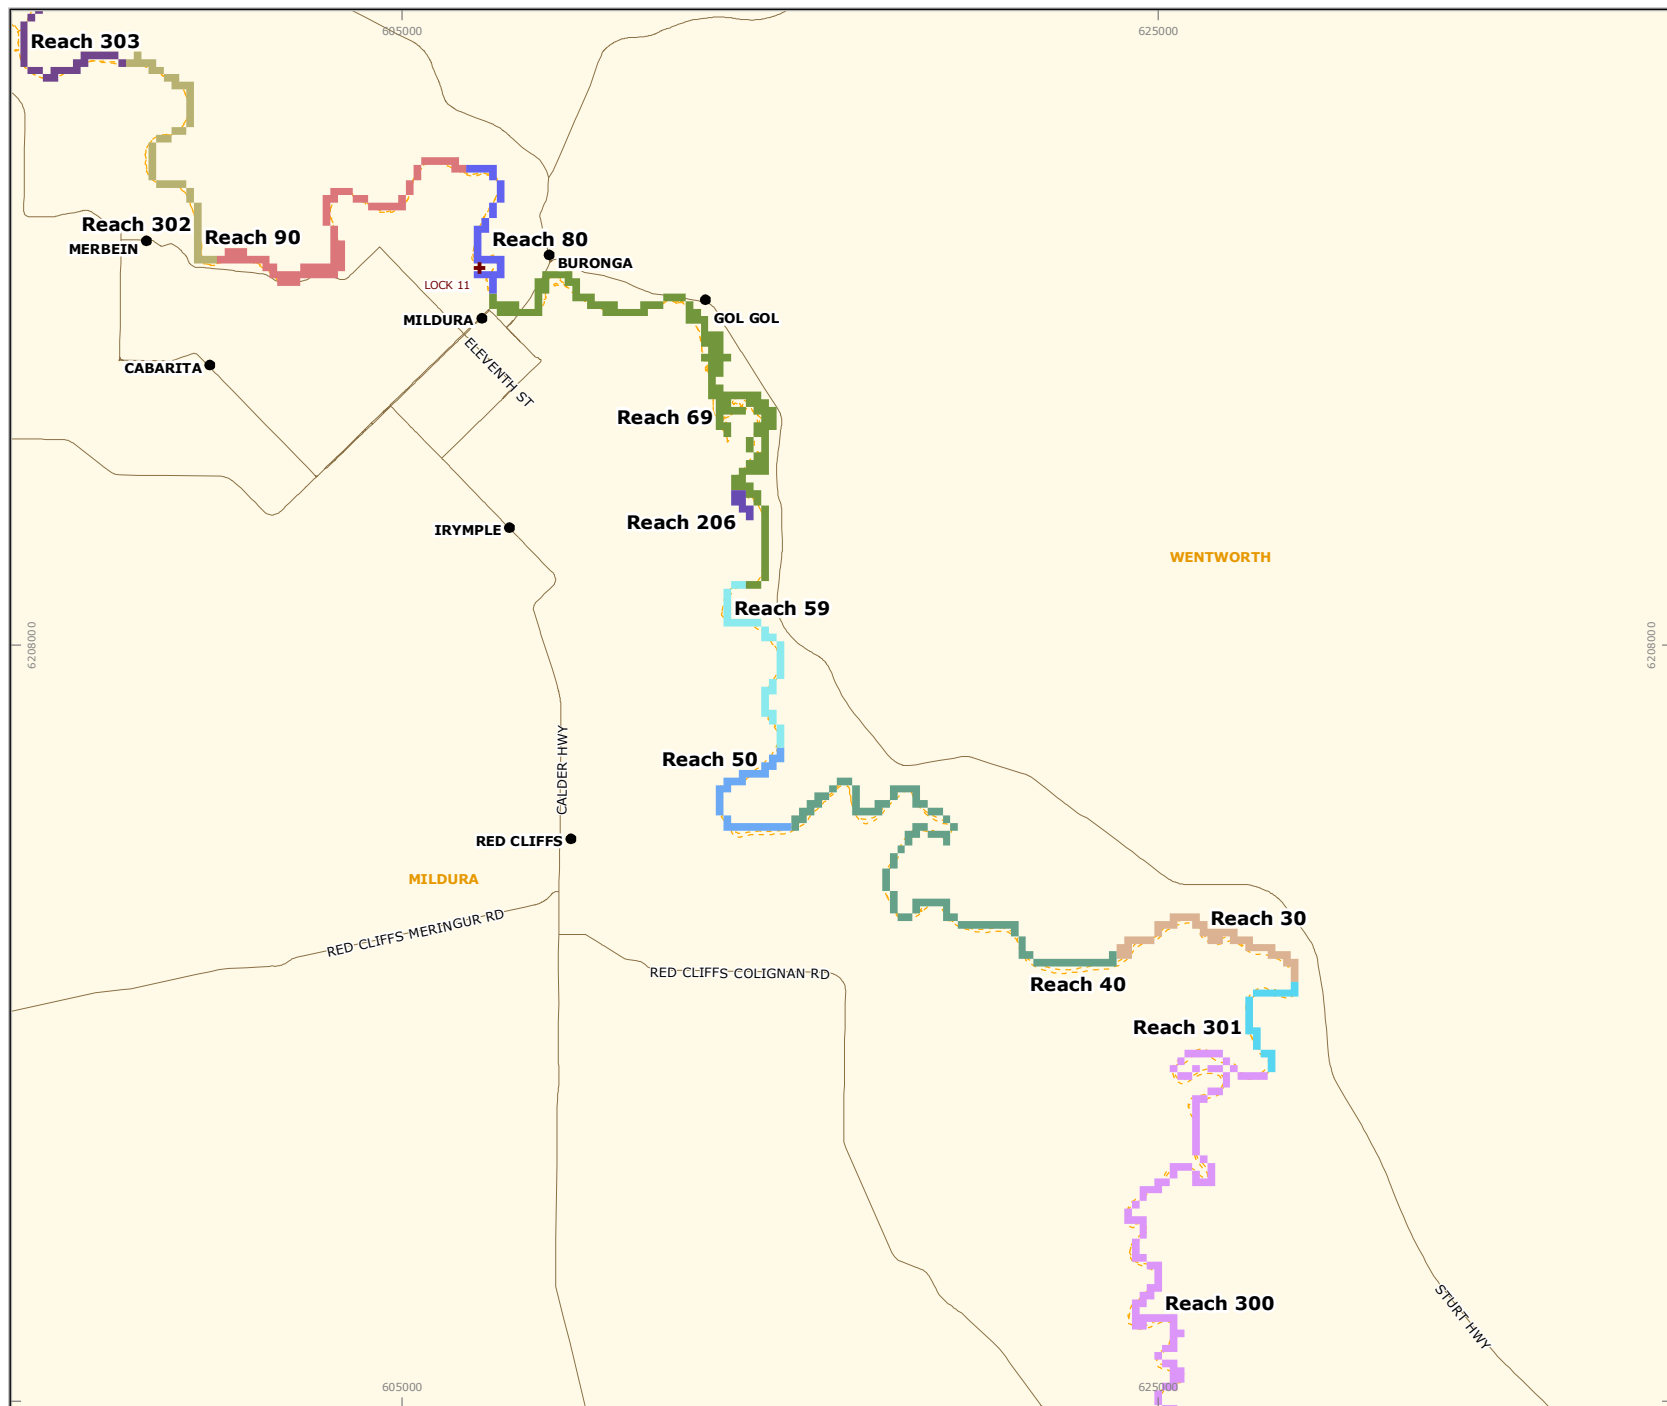 605000
625000
Reach 303
Reach 302
MERBEIN
Reach 90
Reach 80
BURONGA
LOCK 11
MILDURA
GOL GOL
ELEVENTH ST
CABARITA
Reach 69
Reach 206
IRYMPLE
WENTWORTH
Reach 59
6208000
6208000
Reach 50
CALDER HWY
RED CLIFFS
MILDURA
RED CLIFFS MERINGUR RD
Reach 30
RED CLIFFS COLIGNAN RD
Reach 40
Reach 301
Reach 300
STURT HWY
605000
625000